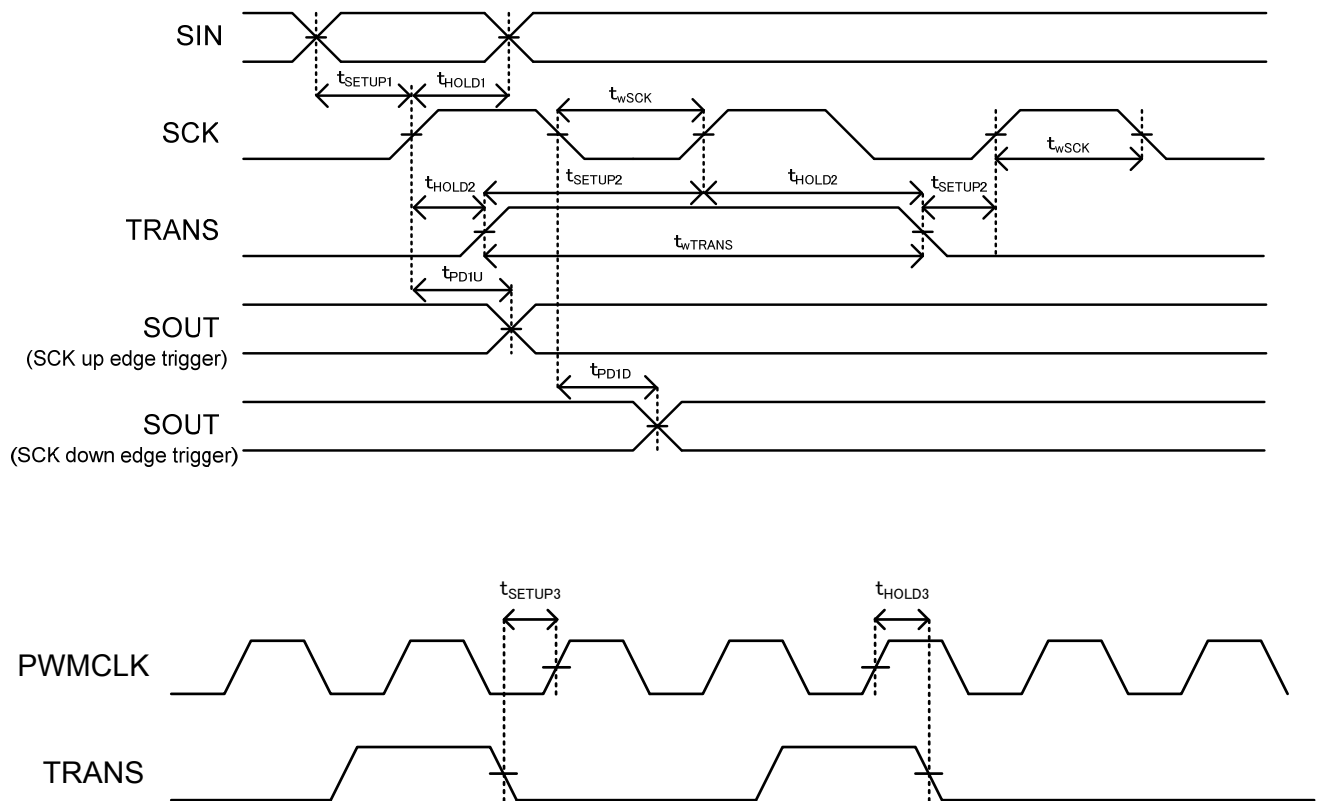 SIN
tSETUP1
tHOLD1
twSCK
SCK
twSCK
tHOLD2
tSETUP2
tHOLD2
tSETUP2
TRANS
twTRANS
tPD1U
SOUT
(SCK up edge trigger)
tPD1D
SOUT
(SCK down edge trigger)
tSETUP3
tHOLD3
PWMCLK
TRANS